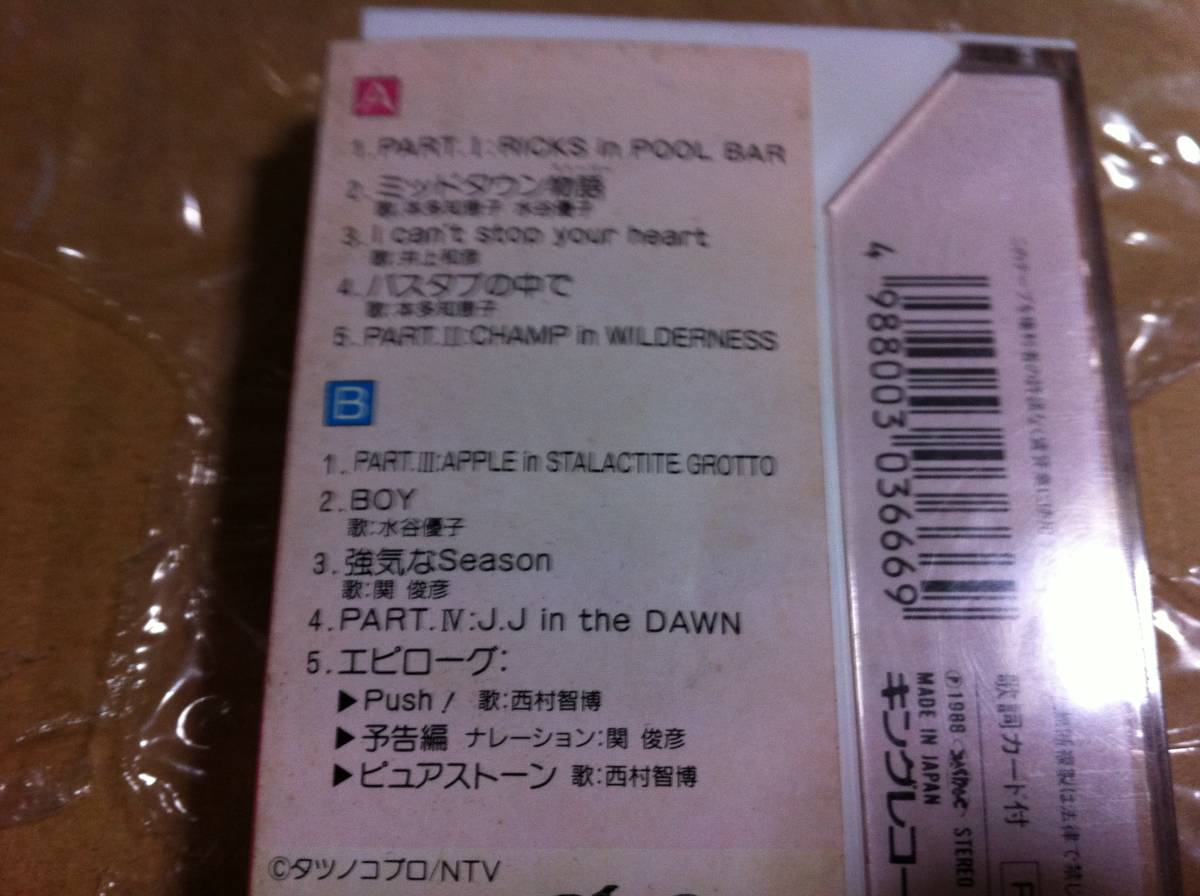 A
1. PART.Ⅰ:RICKS in POOL BAR
2. ミッドタウン物語
歌:本多知恵子 水谷優子
3. I can't stop your heart
歌:井上和彦
4. バスタブの中で
歌:本多知恵子
5. PART.Ⅱ:CHAMP in WILDERNESS
B
1. PART.Ⅲ:APPLE in STALACTITE GROTTO
2. BOY
歌:水谷優子
3. 強気なSeason
歌:関 俊彦
4. PART.Ⅳ:J.J in the DAWN
5. エピローグ:
▶Push! 歌:西村智博
▶予告編 ナレーション:関 俊彦
▶ピュアストーン 歌:西村智博
©タツノコプロ/NTV
4 988003 036669
歌詞カード付
℗1988 STEREO
MADE IN JAPAN
キングレコー